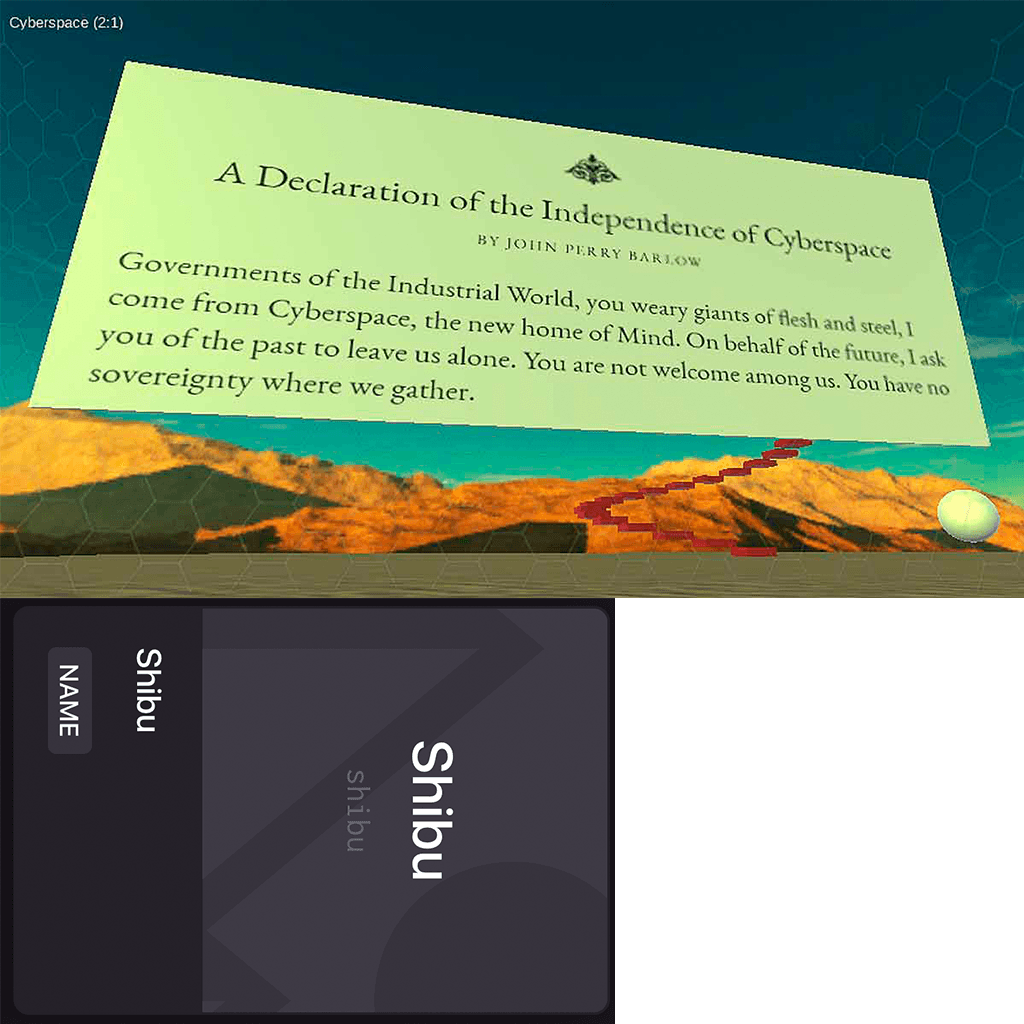 Cyberspace (2:1)
A Declaration of the Independence of Cyberspace
BY JOHN PERRY BARLOW
Governments of the Industrial World, you weary giants of flesh and steel, I
come from Cyberspace, the new home of Mind. On behalf of the future, I ask
you of the past to leave us alone. You are not welcome among us. You have no
sovereignty where we gather.
Shibu
shibu
Shibu
NAME